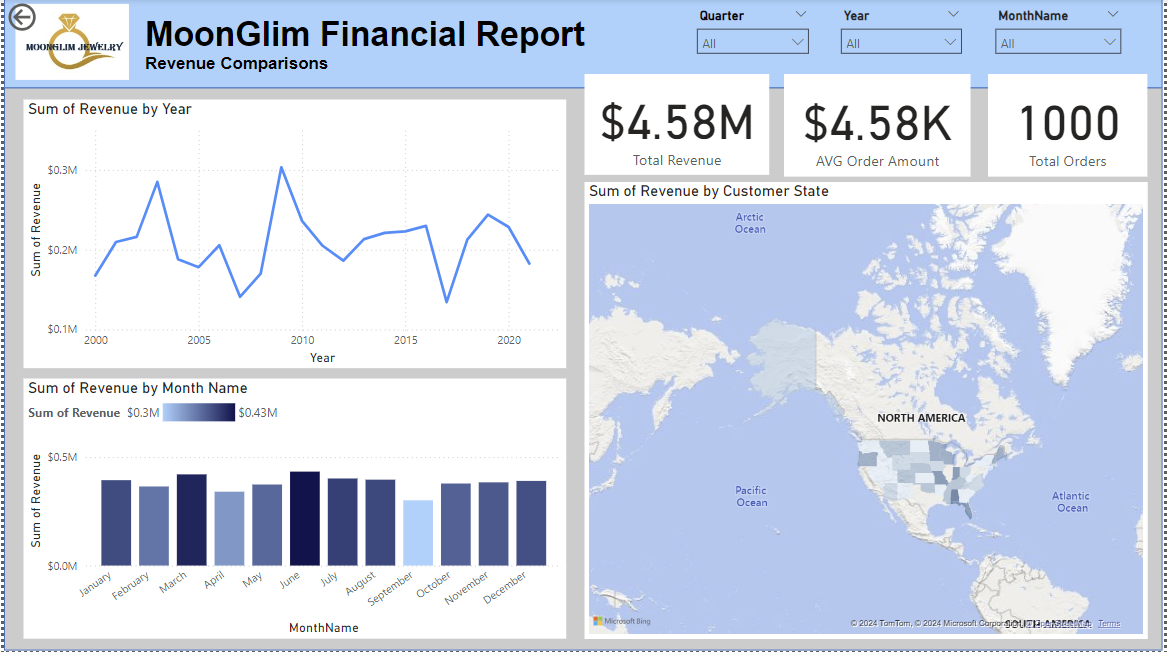 MOONGLIM JEWELRY
MoonGlim Financial Report
Revenue Comparisons
Quarter
All
Year
All
MonthName
All
$4.58M
Total Revenue
$4.58K
AVG Order Amount
1000
Total Orders
Sum of Revenue by Year
Sum of Revenue
$0.3M
$0.2M
$0.1M
2000 2005 2010 2015 2020
Year
Sum of Revenue by Month Name
Sum of Revenue $0.3M $0.43M
Sum of Revenue
$0.5M
$0.0M
January February March April May June July August September October November December
MonthName
Sum of Revenue by Customer State
Arctic
Ocean
NORTH AMERICA
Pacific
Ocean
Atlantic
Ocean
SOUTH AMERICA
Microsoft Bing
© 2024 TomTom, © 2024 Microsoft Corporation
Terms